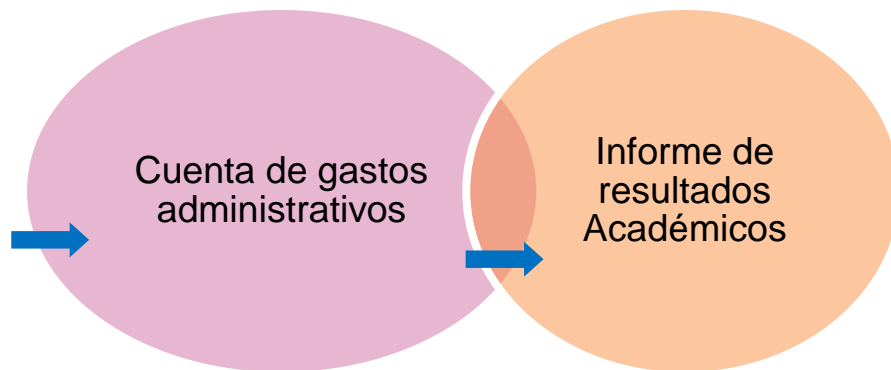 Cuenta de gastos
administrativos
Informe de
resultados
Académicos